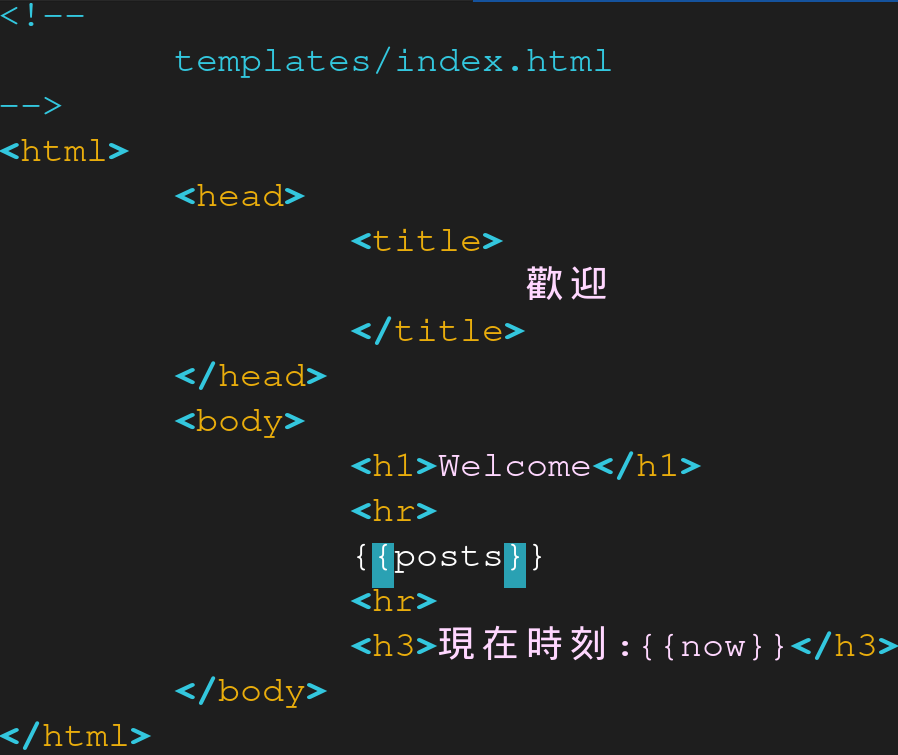 <!--
templates/index.html
-->
<html>
<head>
<title>
歡迎
</title>
</head>
<body>
<h1>Welcome</h1>
<hr>
{{posts}}
<hr>
<h3>現在時刻:{{now}}</h3>
</body>
</html>